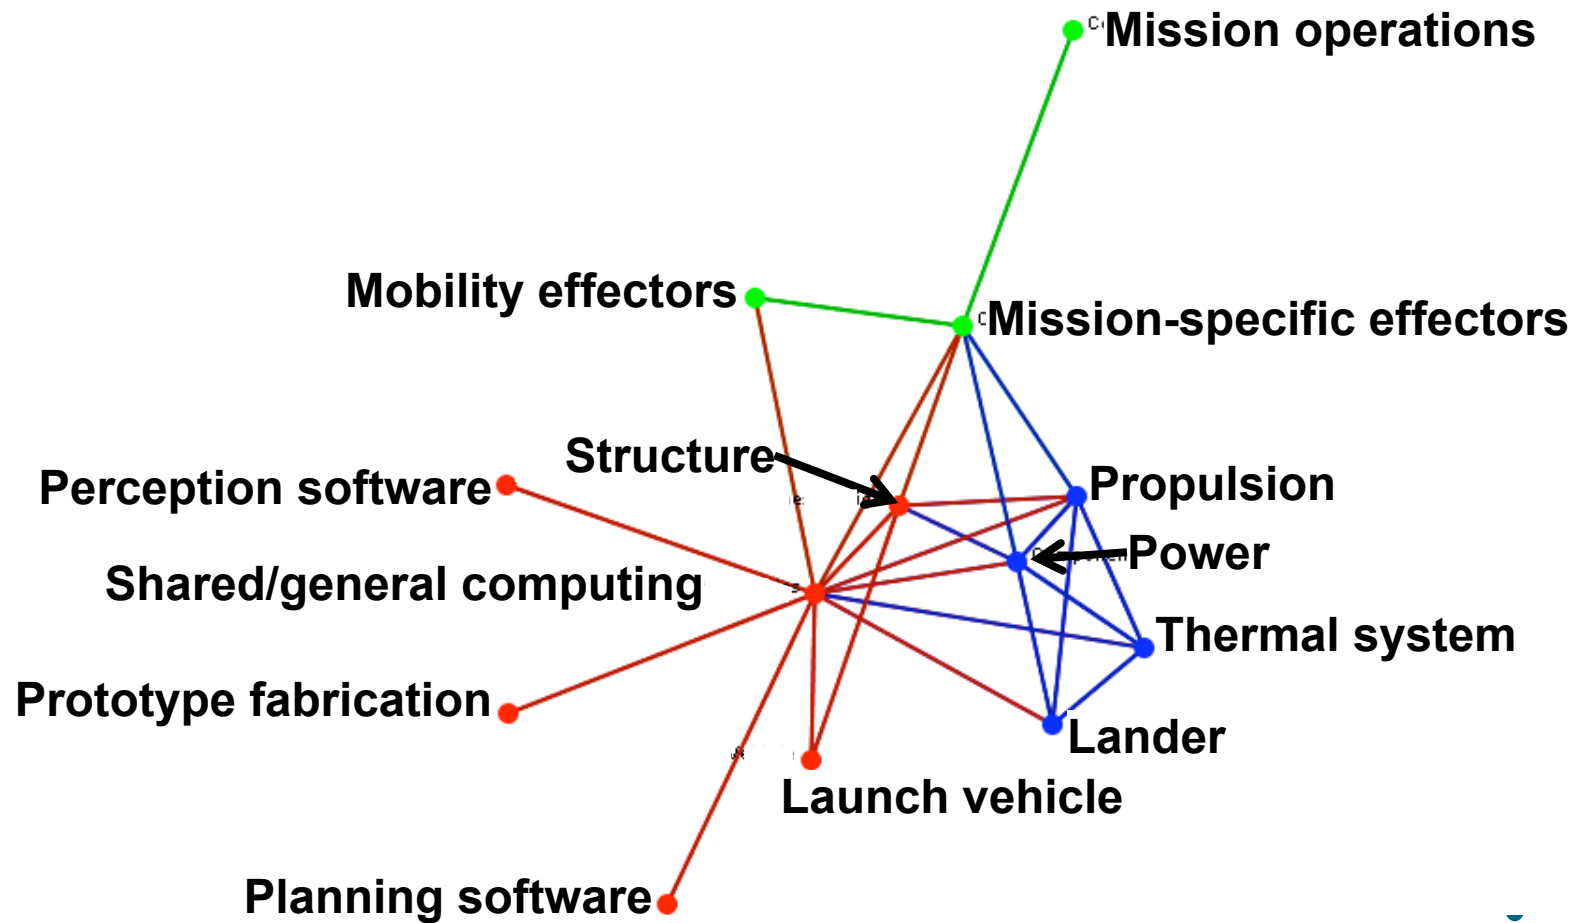 Mission operations
Mobility effectors
Mission-specific effectors
Structure
Perception software
Propulsion
Power
Shared/general computing
Thermal system
Prototype fabrication
Lander
Launch vehicle
Planning software